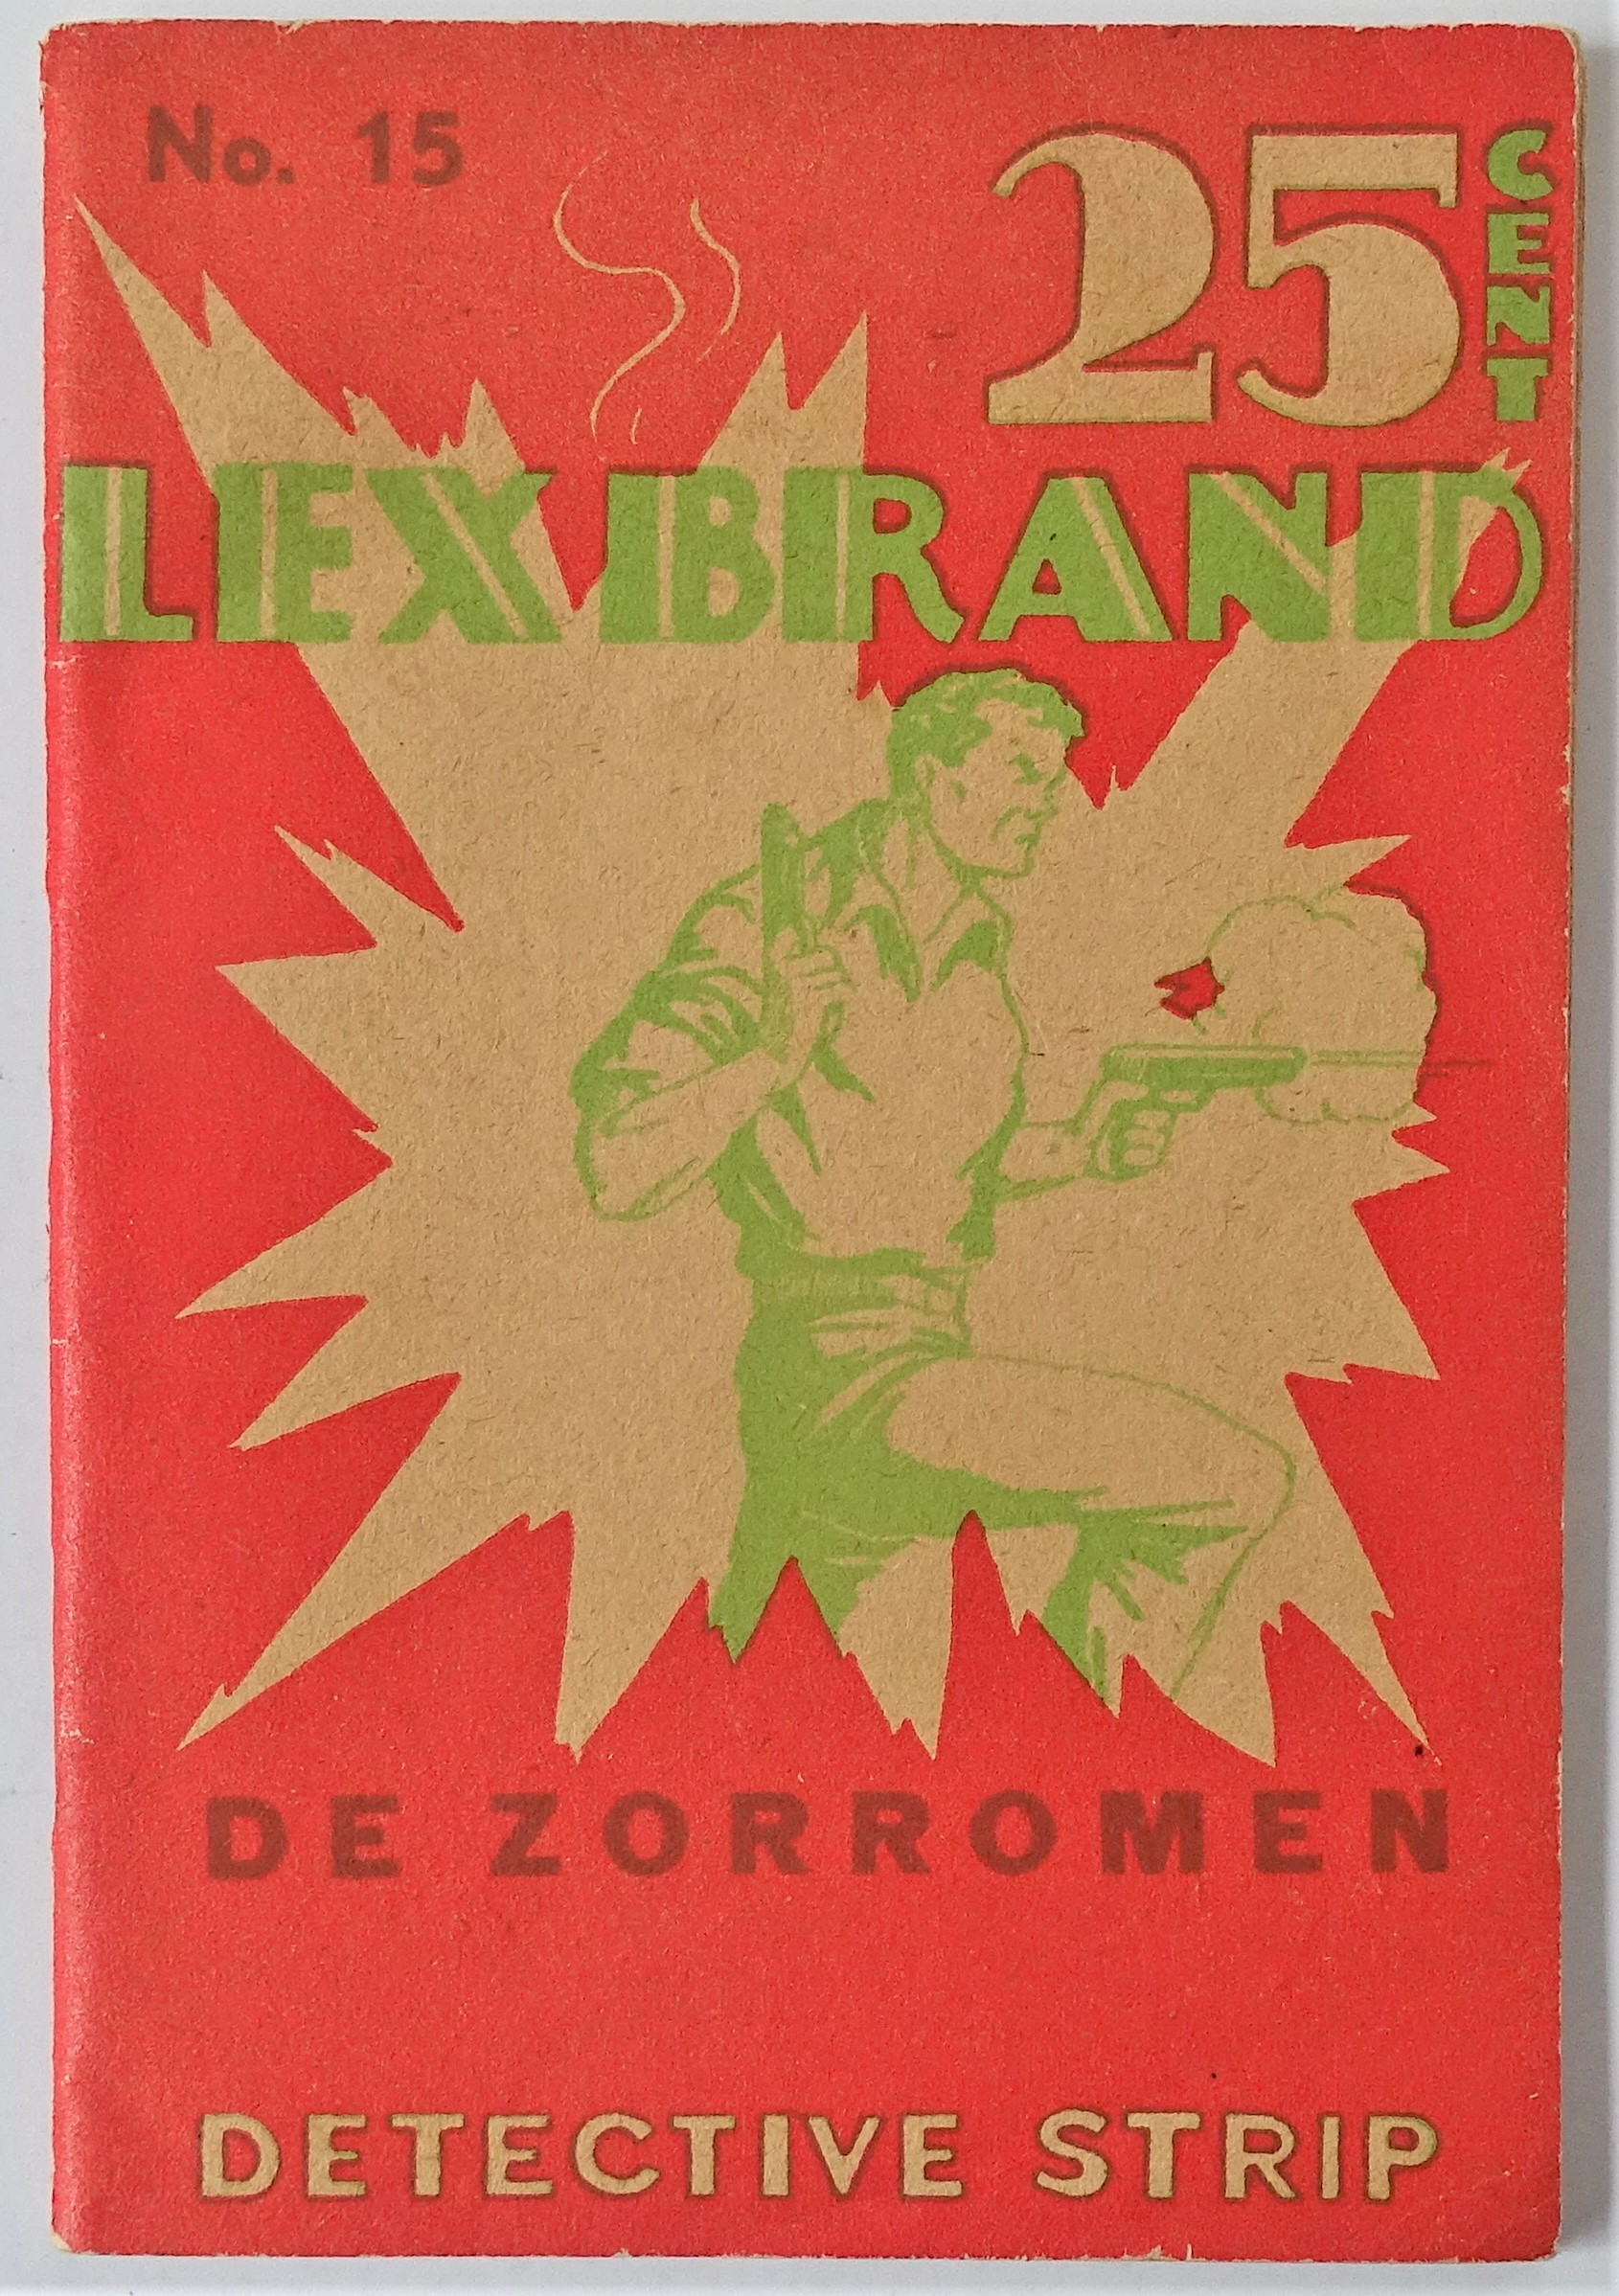 No. 15
25 CENT
LEX BRAND
DE ZORROMEN
DETECTIVE STRIP